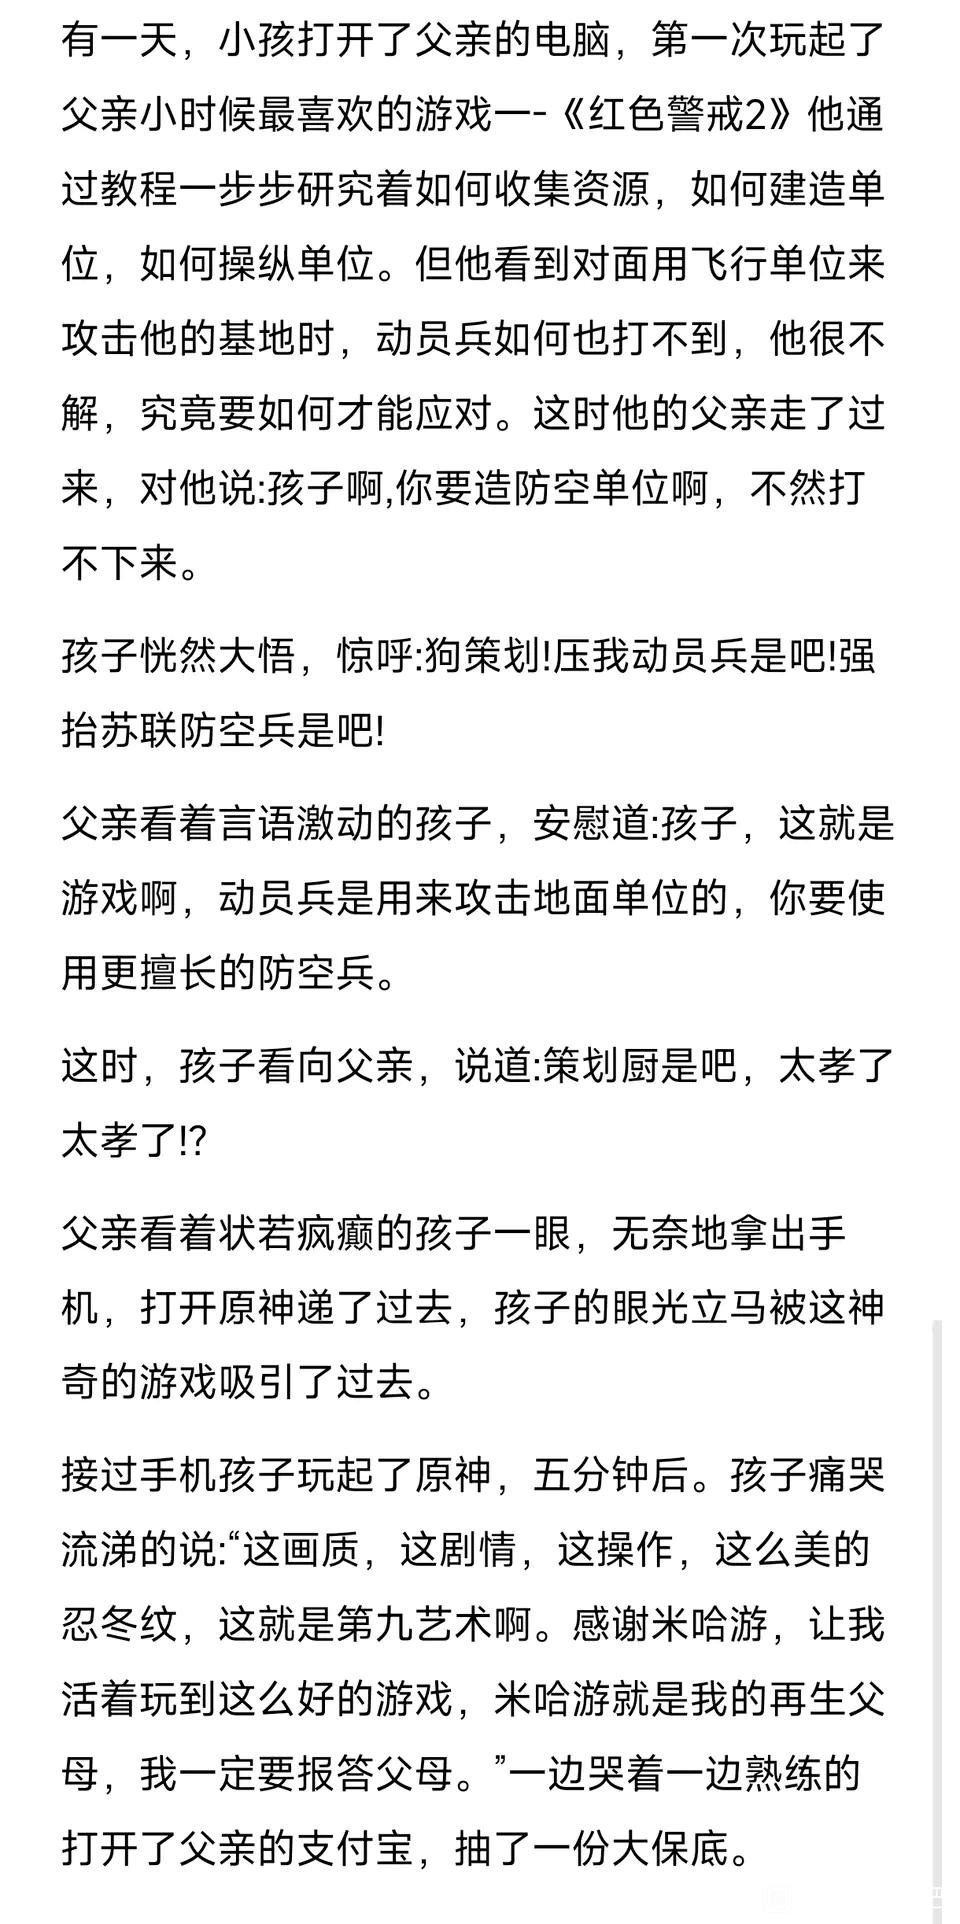 有一天，小孩打开了父亲的电脑，第一次玩起了
父亲小时候最喜欢的游戏一-《红色警戒2》他通
过教程一步步研究着如何收集资源，如何建造单
位，如何操纵单位。但他看到对面用飞行单位来
攻击他的基地时，动员兵如何也打不到，他很不
解，究竟要如何才能应对。这时他的父亲走了过
来，对他说:孩子啊,你要造防空单位啊，不然打
不下来。
孩子恍然大悟，惊呼:狗策划!压我动员兵是吧!强
抬苏联防空兵是吧!
父亲看着言语激动的孩子，安慰道:孩子，这就是
游戏啊，动员兵是用来攻击地面单位的，你要使
用更擅长的防空兵。
这时，孩子看向父亲，说道:策划厨是吧，太孝了
太孝了!?
父亲看着状若疯癫的孩子一眼，无奈地拿出手
机，打开原神递了过去，孩子的眼光立马被这神
奇的游戏吸引了过去。
接过手机孩子玩起了原神，五分钟后。孩子痛哭
流涕的说:“这画质，这剧情，这操作，这么美的
忍冬纹，这就是第九艺术啊。感谢米哈游，让我
活着玩到这么好的游戏，米哈游就是我的再生父
母，我一定要报答父母。”一边哭着一边熟练的
打开了父亲的支付宝，抽了一份大保底。